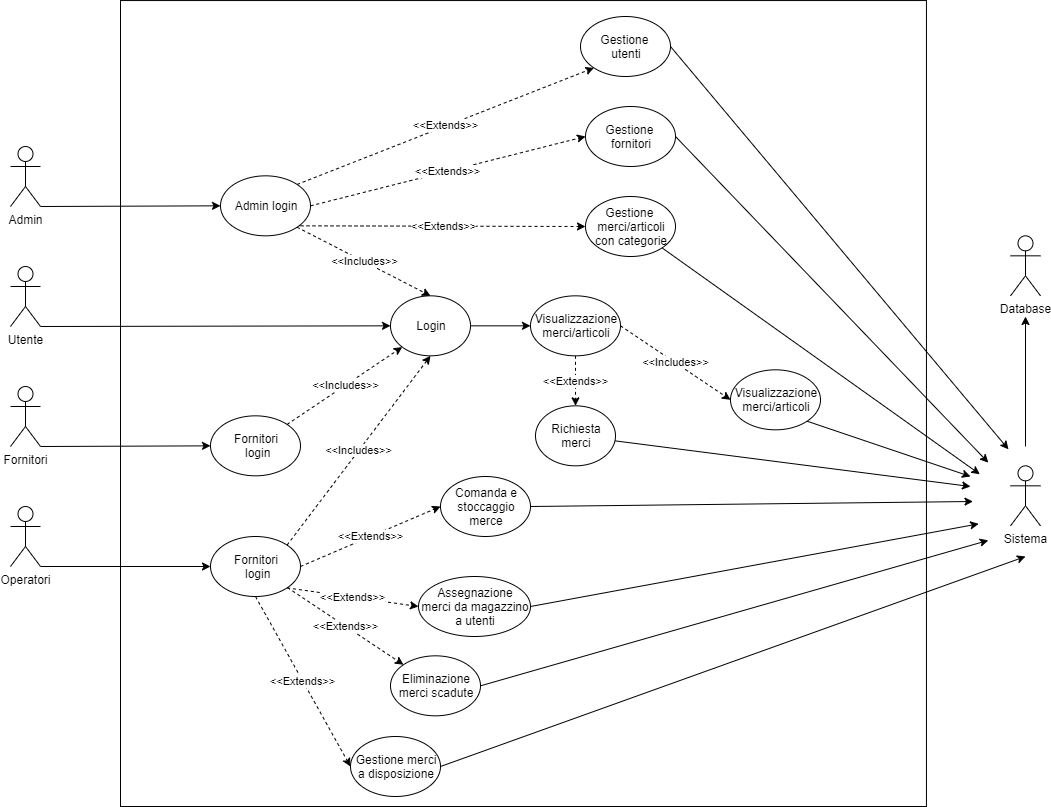 Gestione
utenti
<<Extends>>
Gestione
fornitori
<<Extends>>
Admin
Admin login
Gestione
merci/articoli
con categorie
<<Extends>>
<<Includes>>
Utente
Login
Visualizzazione
merci/articoli
Database
<<Includes>>
<<Extends>>
<<Includes>>
Visualizzazione
merci/articoli
Fornitori
Fornitori
login
Richiesta
merci
<<Includes>>
Comanda e
stoccaggio
merce
<<Extends>>
Sistema
Operatori
Fornitori
login
<<Extends>>
Assegnazione
merci da magazzino
a utenti
<<Extends>>
Eliminazione
merci scadute
<<Extends>>
Gestione merci
a disposizione